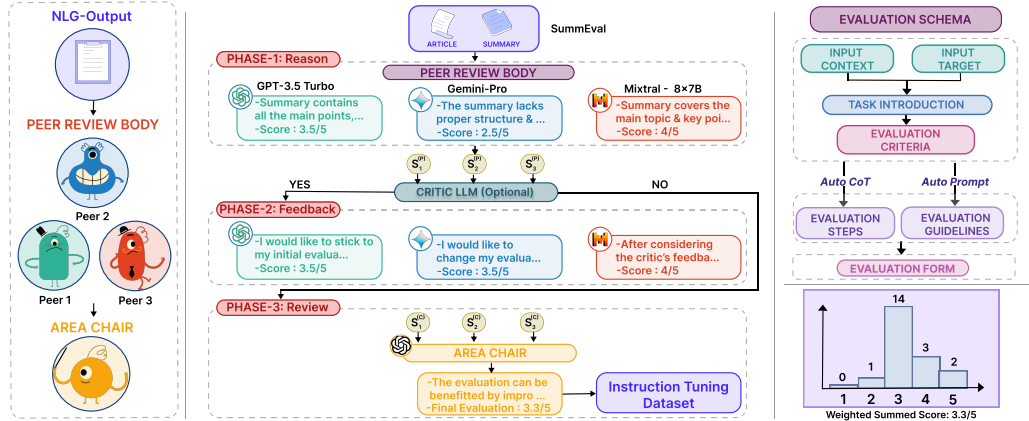 NLG-Output
PEER REVIEW BODY
Peer 2
Peer 1
Peer 3
AREA CHAIR
ARTICLE
SUMMARY
SummEval
PHASE-1: Reason
PEER REVIEW BODY
GPT-3.5 Turbo
-Summary contains
all the main points,...
-Score : 3.5/5
Gemini-Pro
-The summary lacks
proper structure & ...
-Score : 2.5/5
Mixtral - 8×7B
-Summary covers the
main topic & key poi...
-Score : 4/5
S1(P)
S2(P)
S3(P)
YES
CRITIC LLM (Optional)
NO
PHASE-2: Feedback
-I would like to stick to
my initial evalua...
-Score : 3.5/5
-I would like to
change my evalua...
-Score : 3.5/5
-After considering
the critic's feedba...
-Score : 4/5
PHASE-3: Review
S1(C)
S2(C)
S3(C)
AREA CHAIR
-The evaluation can be
benefitted by impro ...
-Final Evaluation : 3.3/5
Instruction Tuning
Dataset
EVALUATION SCHEMA
INPUT
CONTEXT
INPUT
TARGET
TASK INTRODUCTION
EVALUATION
CRITERIA
Auto CoT
Auto Prompt
EVALUATION
STEPS
EVALUATION
GUIDELINES
EVALUATION FORM
14
3
2
1
0
1 2 3 4 5
Weighted Summed Score: 3.3/5